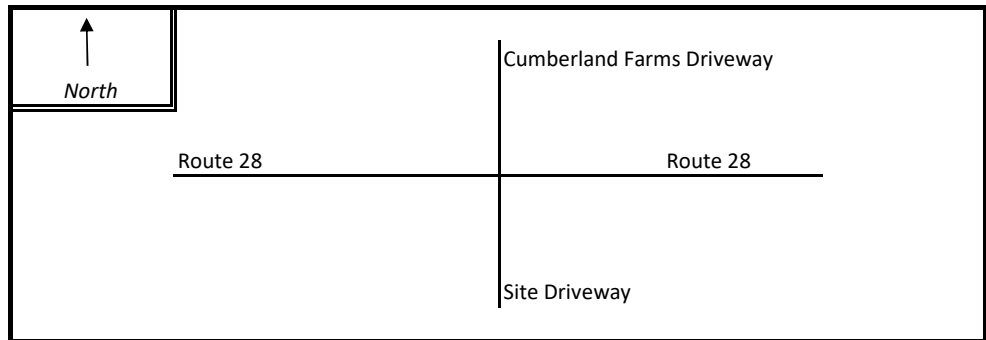 Cumberland Farms Driveway
North
Route 28 Route 28
Site Driveway